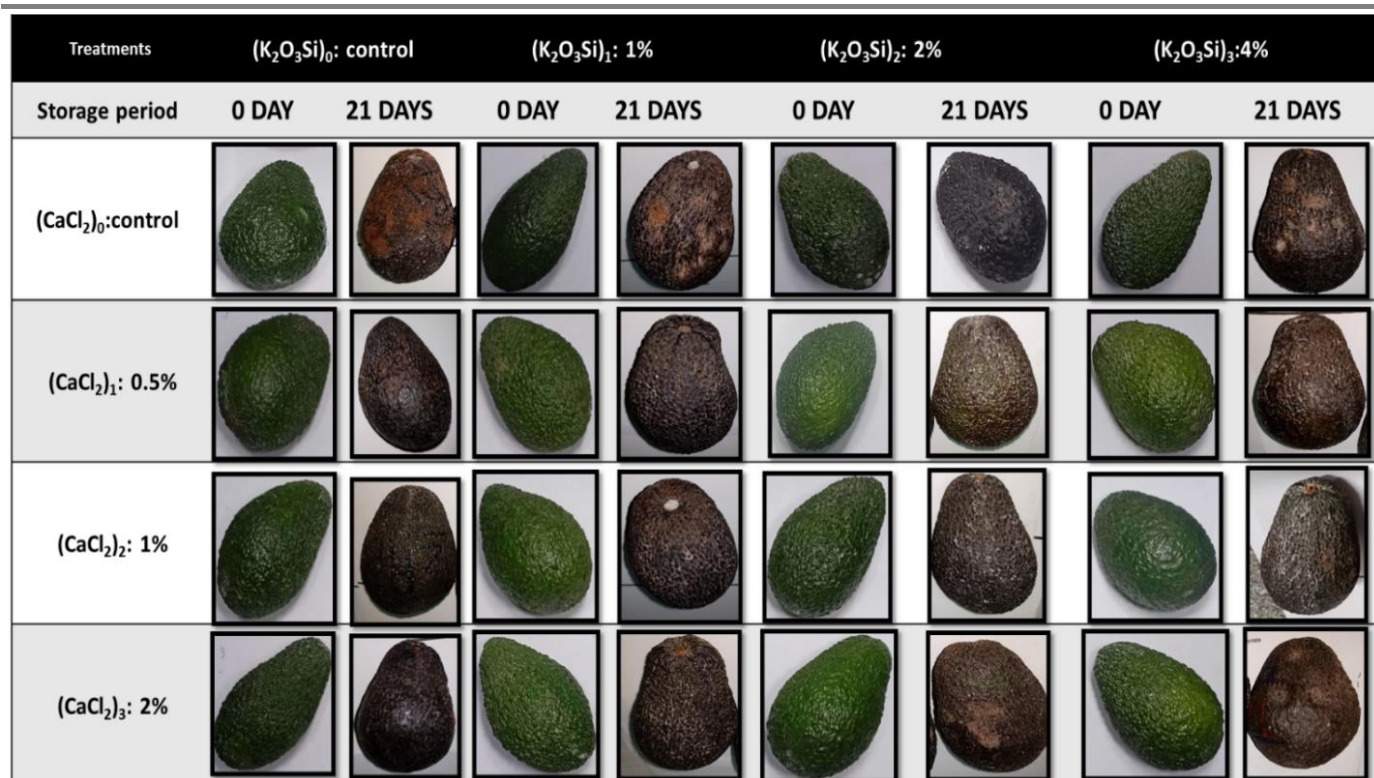 Treatments (K₂O₃Si)₀: control (K₂O₃Si)₁: 1% (K₂O₃Si)₂: 2% (K₂O₃Si)₃:4%
Storage period 0 DAY 21 DAYS 0 DAY 21 DAYS 0 DAY 21 DAYS 0 DAY 21 DAYS
(CaCl₂)₀:control
(CaCl₂)₁: 0.5%
(CaCl₂)₂: 1%
(CaCl₂)₃: 2%